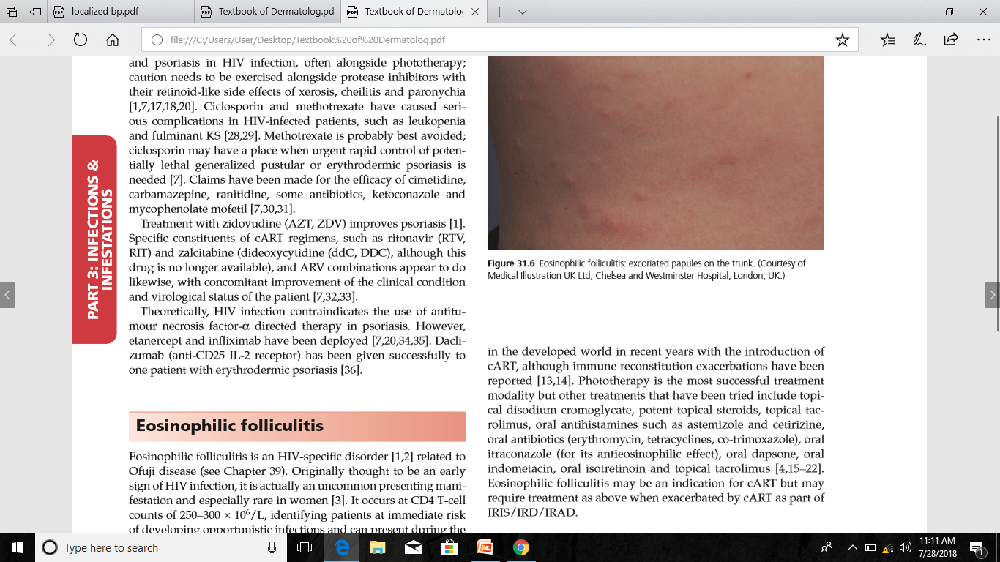 localized bp.pdf
Textbook of Dermatolog.pd
Textbook of Dermatolog
file:///C:/Users/User/Desktop/Textbook%20of%20Dermatolog.pdf
PART 3: INFECTIONS &
INFESTATIONS
and psoriasis in HIV infection, often alongside phototherapy;
caution needs to be exercised alongside protease inhibitors with
their retinoid-like side effects of xerosis, cheilitis and paronychia
[1,7,17,18,20]. Ciclosporin and methotrexate have caused seri-
ous complications in HIV-infected patients, such as leukopenia
and fulminant KS [28,29]. Methotrexate is probably best avoided;
ciclosporin may have a place when urgent rapid control of poten-
tially lethal generalized pustular or erythrodermic psoriasis is
needed [7]. Claims have been made for the efficacy of cimetidine,
carbamazepine, ranitidine, some antibiotics, ketoconazole and
mycophenolate mofetil [7,30,31].
Treatment with zidovudine (AZT, ZDV) improves psoriasis [1].
Specific constituents of cART regimens, such as ritonavir (RTV,
RIT) and zalcitabine (dideoxycytidine (ddC, DDC), although this
drug is no longer available), and ARV combinations appear to do
likewise, with concomitant improvement of the clinical condition
and virological status of the patient [7,32,33].
Theoretically, HIV infection contraindicates the use of antitu-
mour necrosis factor-α directed therapy in psoriasis. However,
etanercept and infliximab have been deployed [7,20,34,35]. Dacli-
zumab (anti-CD25 IL-2 receptor) has been given successfully to
one patient with erythrodermic psoriasis [36].
Eosinophilic folliculitis
Eosinophilic folliculitis is an HIV-specific disorder [1,2] related to
Ofuji disease (see Chapter 39). Originally thought to be an early
sign of HIV infection, it is actually an uncommon presenting mani-
festation and especially rare in women [3]. It occurs at CD4 T-cell
counts of 250–300 × 10⁶/L, identifying patients at immediate risk
of developing opportunistic infections and can present during the
Figure 31.6 Eosinophilic folliculitis: excoriated papules on the trunk. (Courtesy of
Medical Illustration UK Ltd, Chelsea and Westminster Hospital, London, UK.)
in the developed world in recent years with the introduction of
cART, although immune reconstitution exacerbations have been
reported [13,14]. Phototherapy is the most successful treatment
modality but other treatments that have been tried include topi-
cal disodium cromoglycate, potent topical steroids, topical tac-
rolimus, oral antihistamines such as astemizole and cetirizine,
oral antibiotics (erythromycin, tetracyclines, co-trimoxazole), oral
itraconazole (for its antieosinophilic effect), oral dapsone, oral
indometacin, oral isotretinoin and topical tacrolimus [4,15–22].
Eosinophilic folliculitis may be an indication for cART but may
require treatment as above when exacerbated by cART as part of
IRIS/IRD/IRAD.
Type here to search
11:11 AM
7/28/2018
1